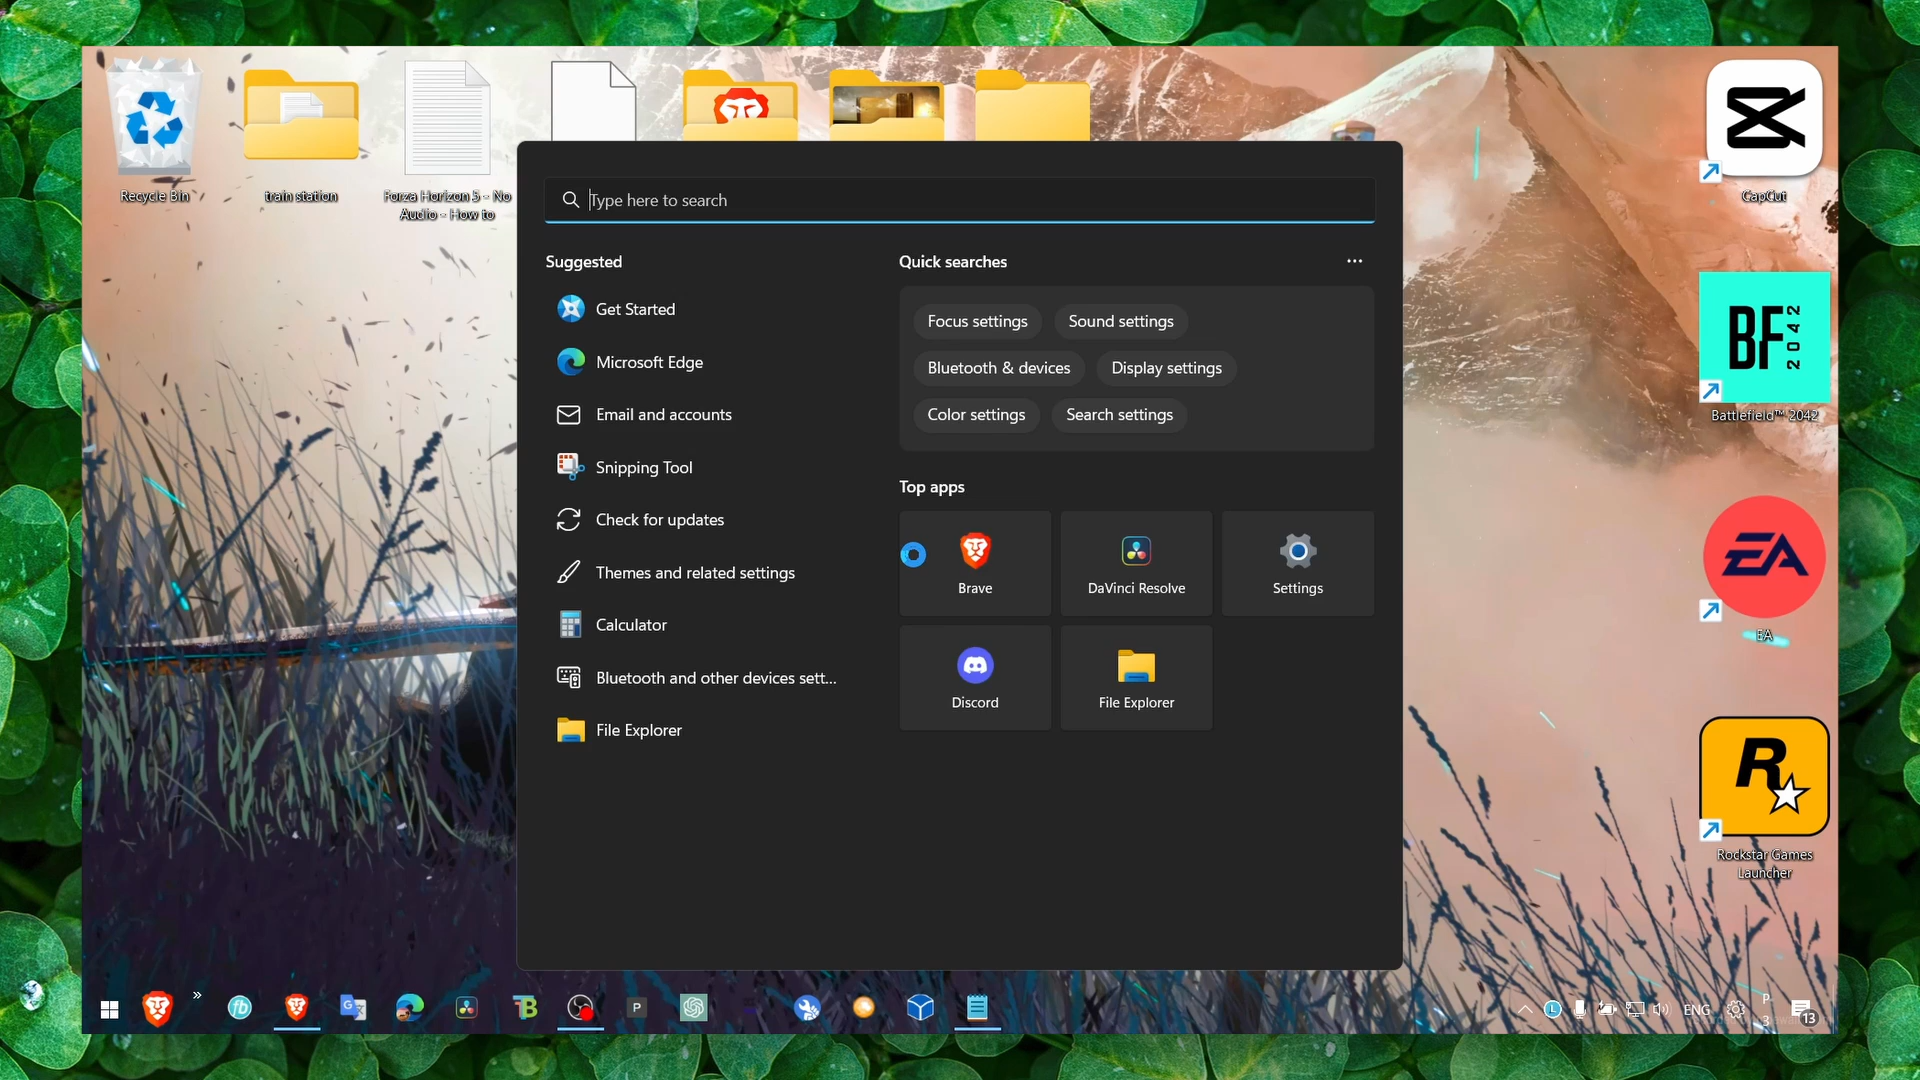 Recycle Bin
train station
Forza Horizon 5 - No
Audio - How to
CapCut
BF
2042
Battlefield™ 2042
EA
EA
R
Rockstar Games
Launcher
Type here to search
Suggested
Get Started
Microsoft Edge
Email and accounts
Snipping Tool
Check for updates
Themes and related settings
Calculator
Bluetooth and other devices sett...
File Explorer
Quick searches
Focus settings
Sound settings
Bluetooth & devices
Display settings
Color settings
Search settings
Top apps
Brave
DaVinci Resolve
Settings
Discord
File Explorer
fb
G
TB
P
L
ENG
P
3
13